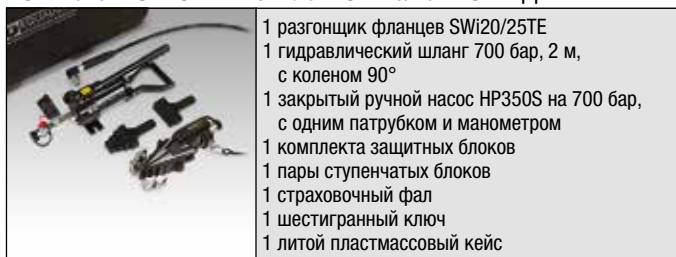 1 разгонщик фланцев SWi20/25TE
1 гидравлический шланг 700 бар, 2 м,
с коленом 90°
1 закрытый ручной насос HP350S на 700 бар,
с одним патрубком и манометром
1 комплекта защитных блоков
1 пары ступенчатых блоков
1 страховочный фал
1 шестигранный ключ
1 литой пластмассовый кейс